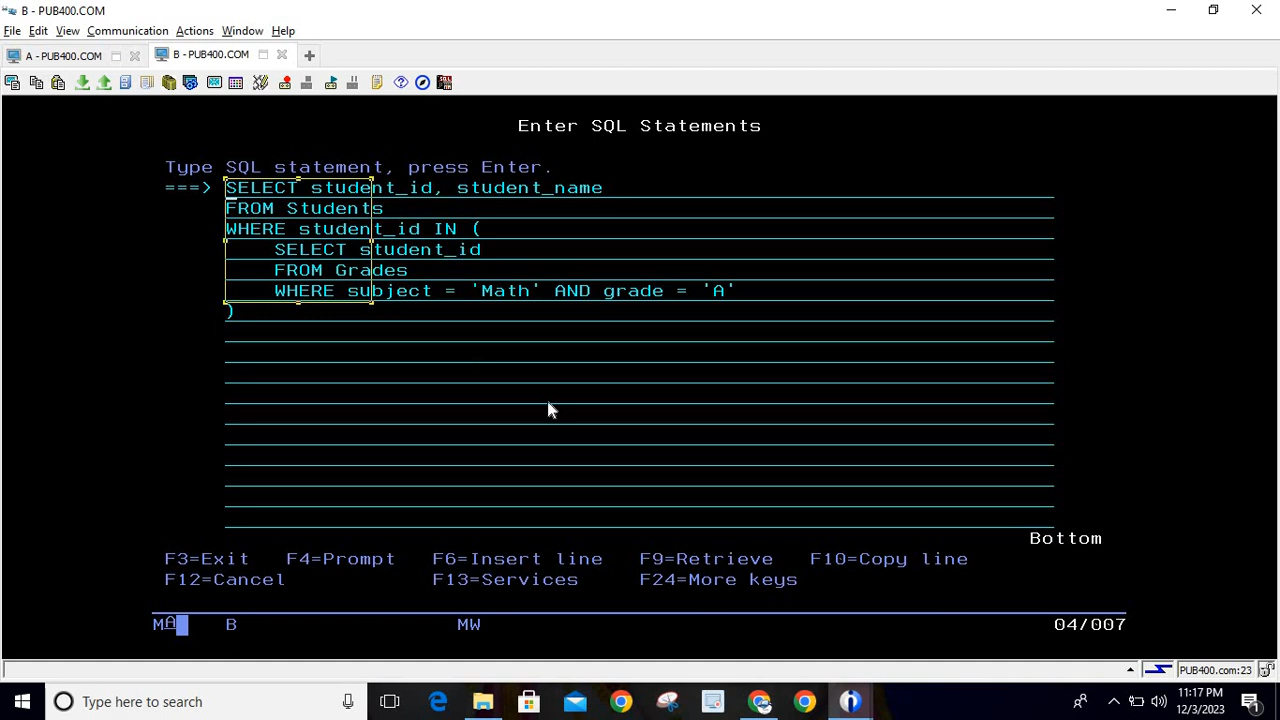 B - PUB400.COM
File Edit View Communication Actions Window Help
A - PUB400.COM B - PUB400.COM
Enter SQL Statements
Type SQL statement, press Enter.
===> SELECT student_id, student_name
FROM Students
WHERE student_id IN (
SELECT student_id
FROM Grades
WHERE subject = 'Math' AND grade = 'A'
)
Bottom
F3=Exit F4=Prompt F6=Insert line F9=Retrieve F10=Copy line
F12=Cancel F13=Services F24=More keys
MA B MW 04/007
PUB400.com:23
Type here to search
11:17 PM
12/3/2023
1